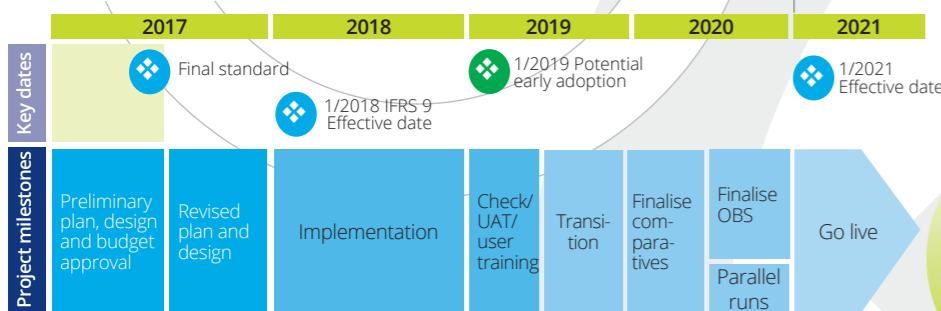 2017
2018
2019
2020
2021
Key dates
Final standard
1/2018 IFRS 9
Effective date
1/2019 Potential
early adoption
1/2021
Effective date
Project milestones
Preliminary
plan, design
and budget
approval
Revised
plan and
design
Implementation
Check/
UAT/
user
training
Transi-
tion
Finalise
com-
para-
tives
Finalise
OBS
Parallel
runs
Go live